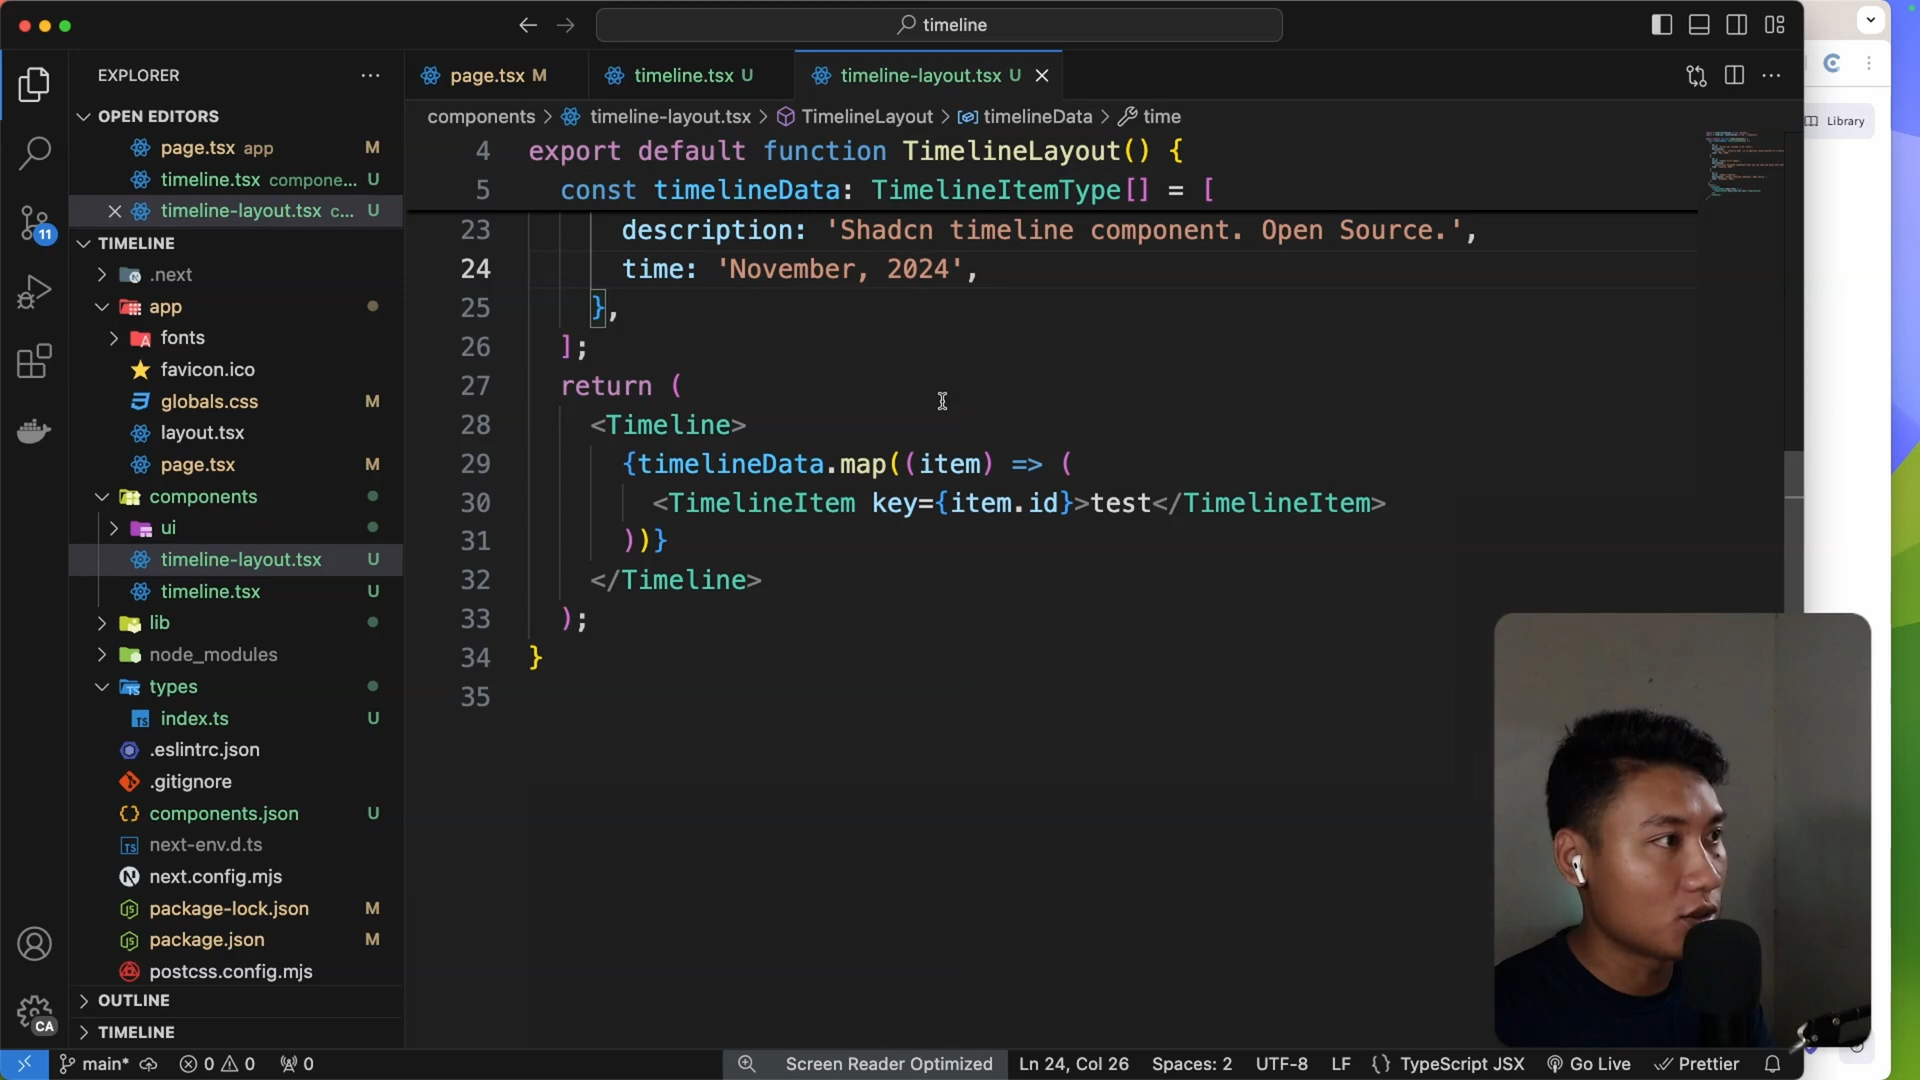 timeline
EXPLORER
page.tsx M
timeline.tsx U
timeline-layout.tsx U
OPEN EDITORS
page.tsx app M
timeline.tsx compone... U
timeline-layout.tsx c... U
TIMELINE
.next
app
fonts
favicon.ico
globals.css M
layout.tsx
page.tsx M
components
ui
timeline-layout.tsx U
timeline.tsx U
lib
node_modules
types
index.ts U
.eslintrc.json
.gitignore
components.json U
next-env.d.ts
next.config.mjs
package-lock.json M
package.json M
postcss.config.mjs
OUTLINE
TIMELINE
11
CA
components > timeline-layout.tsx > TimelineLayout > timelineData > time
4 export default function TimelineLayout() {
5 const timelineData: TimelineItemType[] = [
23 description: 'Shadcn timeline component. Open Source.',
24 time: 'November, 2024',
25 },
26 ];
27 return (
28 <Timeline>
29 {timelineData.map((item) => (
30 <TimelineItem key={item.id}>test</TimelineItem>
31 ))}
32 </Timeline>
33 );
34 }
35
Library
main* 0 0 0 Screen Reader Optimized Ln 24, Col 26 Spaces: 2 UTF-8 LF {} TypeScript JSX Go Live Prettier